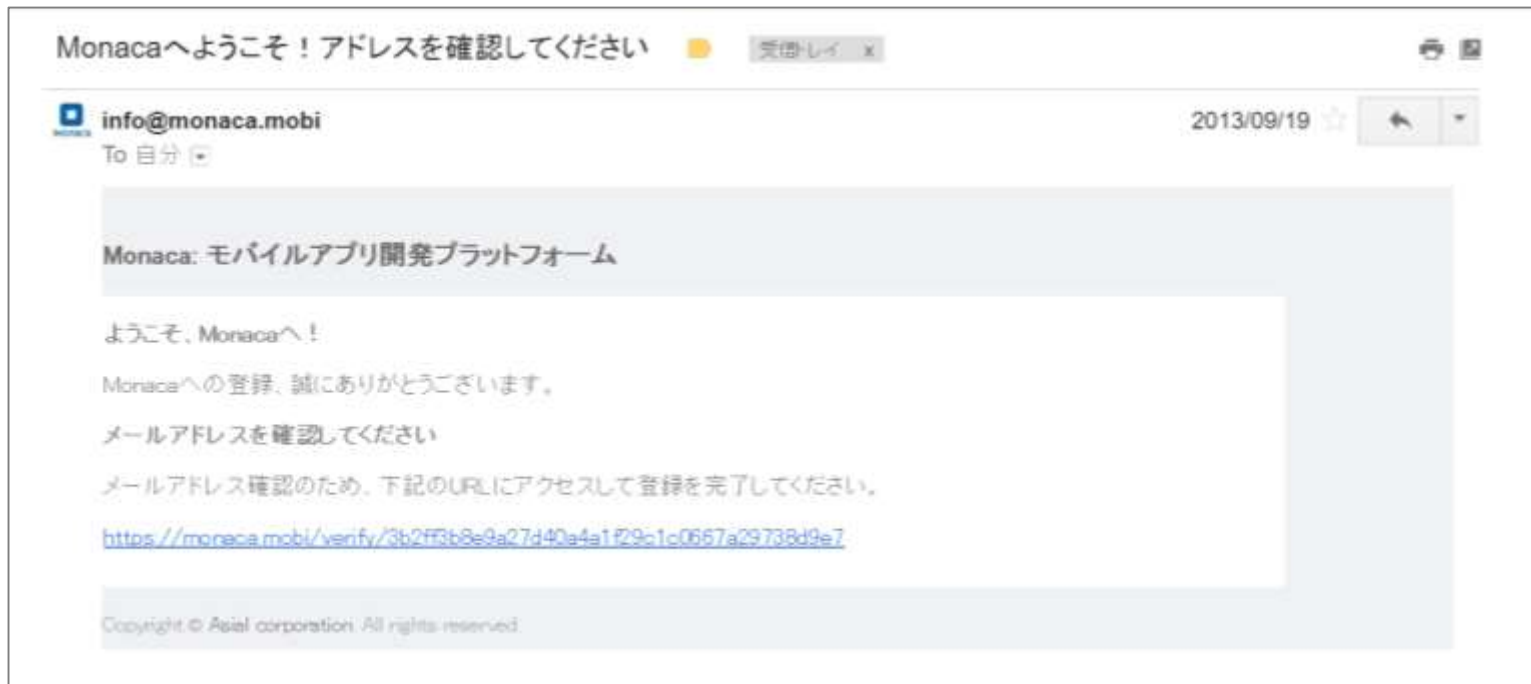 Monacaへようこそ！アドレスを確認してください 受信トレイ x
monaca info@monaca.mobi 2013/09/19
To 自分
Monaca: モバイルアプリ開発プラットフォーム
ようこそ、Monacaへ！
Monacaへの登録、誠にありがとうございます。
メールアドレスを確認してください
メールアドレス確認のため、下記のURLにアクセスして登録を完了してください。
https://monaca.mobi/verify/3b2ff3b8e9a27d40a4a1f29c1c0667a29738d9e7
Copyright © Asial corporation. All rights reserved.